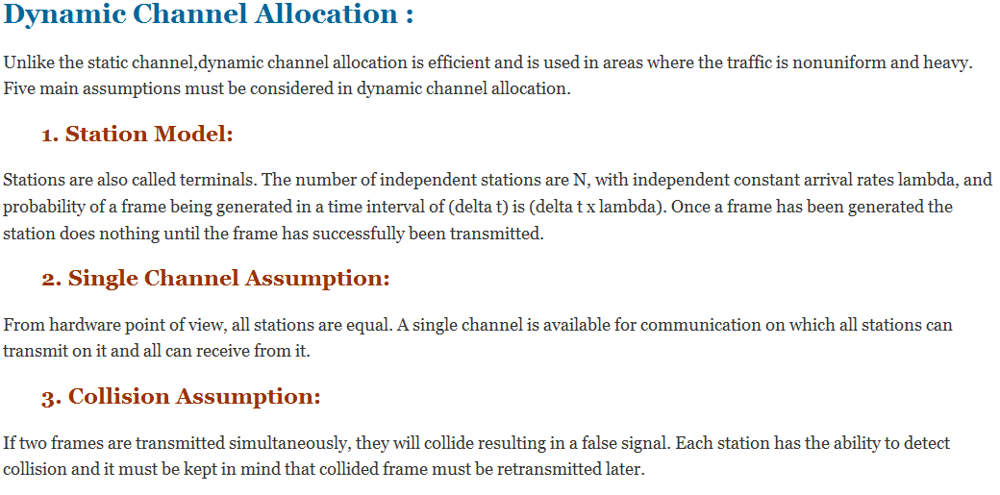 Dynamic Channel Allocation :
Unlike the static channel,dynamic channel allocation is efficient and is used in areas where the traffic is nonuniform and heavy.
Five main assumptions must be considered in dynamic channel allocation.
1. Station Model:
Stations are also called terminals. The number of independent stations are N, with independent constant arrival rates lambda, and
probability of a frame being generated in a time interval of (delta t) is (delta t x lambda). Once a frame has been generated the
station does nothing until the frame has successfully been transmitted.
2. Single Channel Assumption:
From hardware point of view, all stations are equal. A single channel is available for communication on which all stations can
transmit on it and all can receive from it.
3. Collision Assumption:
If two frames are transmitted simultaneously, they will collide resulting in a false signal. Each station has the ability to detect
collision and it must be kept in mind that collided frame must be retransmitted later.